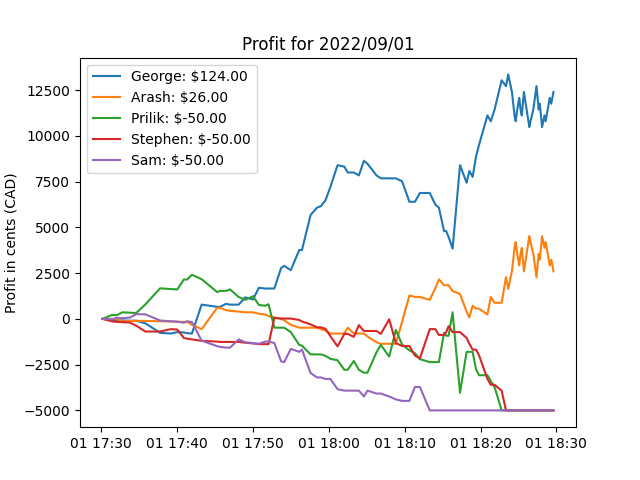 Profit for 2022/09/01
George: $124.00
Arash: $26.00
Prilik: $-50.00
Stephen: $-50.00
Sam: $-50.00
Profit in cents (CAD)
12500
10000
7500
5000
2500
0
−2500
−5000
01 17:30 01 17:40 01 17:50 01 18:00 01 18:10 01 18:20 01 18:30